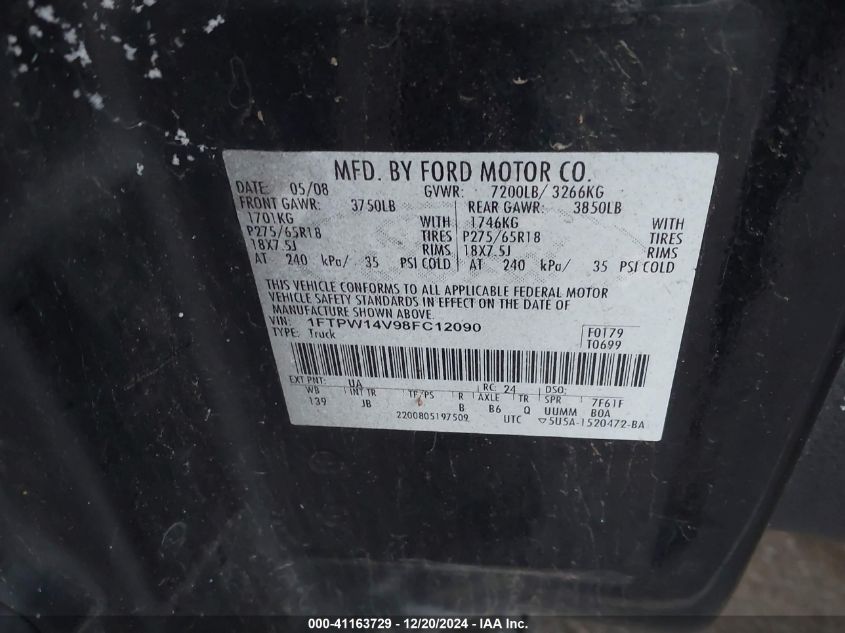 MFD. BY FORD MOTOR CO.
DATE: 05/08 GVWR: 7200LB/ 3266KG
FRONT GAWR: 3750LB REAR GAWR: 3850LB
1701KG WITH 1746KG WITH
P275/65R18 TIRES P275/65R18 TIRES
18X7.5J RIMS 18X7.5J RIMS
AT 240 kPa/ 35 PSI COLD AT 240 kPa/ 35 PSI COLD
THIS VEHICLE CONFORMS TO ALL APPLICABLE FEDERAL MOTOR
VEHICLE SAFETY STANDARDS IN EFFECT ON THE DATE OF
MANUFACTURE SHOWN ABOVE.
VIN: 1FTPW14V98FC12090 F0179
TYPE: Truck T0699
EXT PNT: UA RC: 24 DSO:
WB INT TR TP/PS R AXLE TR SPR 7F61F
139 JB B B6 Q UUMM BOA
2200805197509 UTC ▽5U5A-1520472-BA
000-41163729 - 12/20/2024 - IAA Inc.